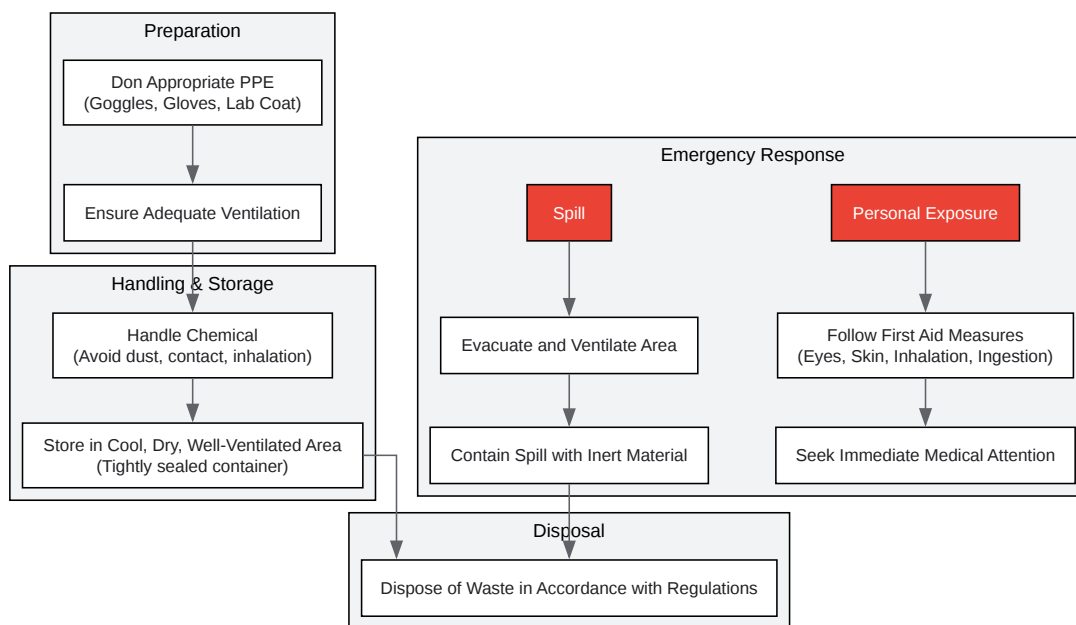 Preparation
Don Appropriate PPE
(Goggles, Gloves, Lab Coat)
Ensure Adequate Ventilation
Handling & Storage
Handle Chemical
(Avoid dust, contact, inhalation)
Store in Cool, Dry, Well-Ventilated Area
(Tightly sealed container)
Emergency Response
Spill
Evacuate and Ventilate Area
Contain Spill with Inert Material
Personal Exposure
Follow First Aid Measures
(Eyes, Skin, Inhalation, Ingestion)
Seek Immediate Medical Attention
Disposal
Dispose of Waste in Accordance with Regulations